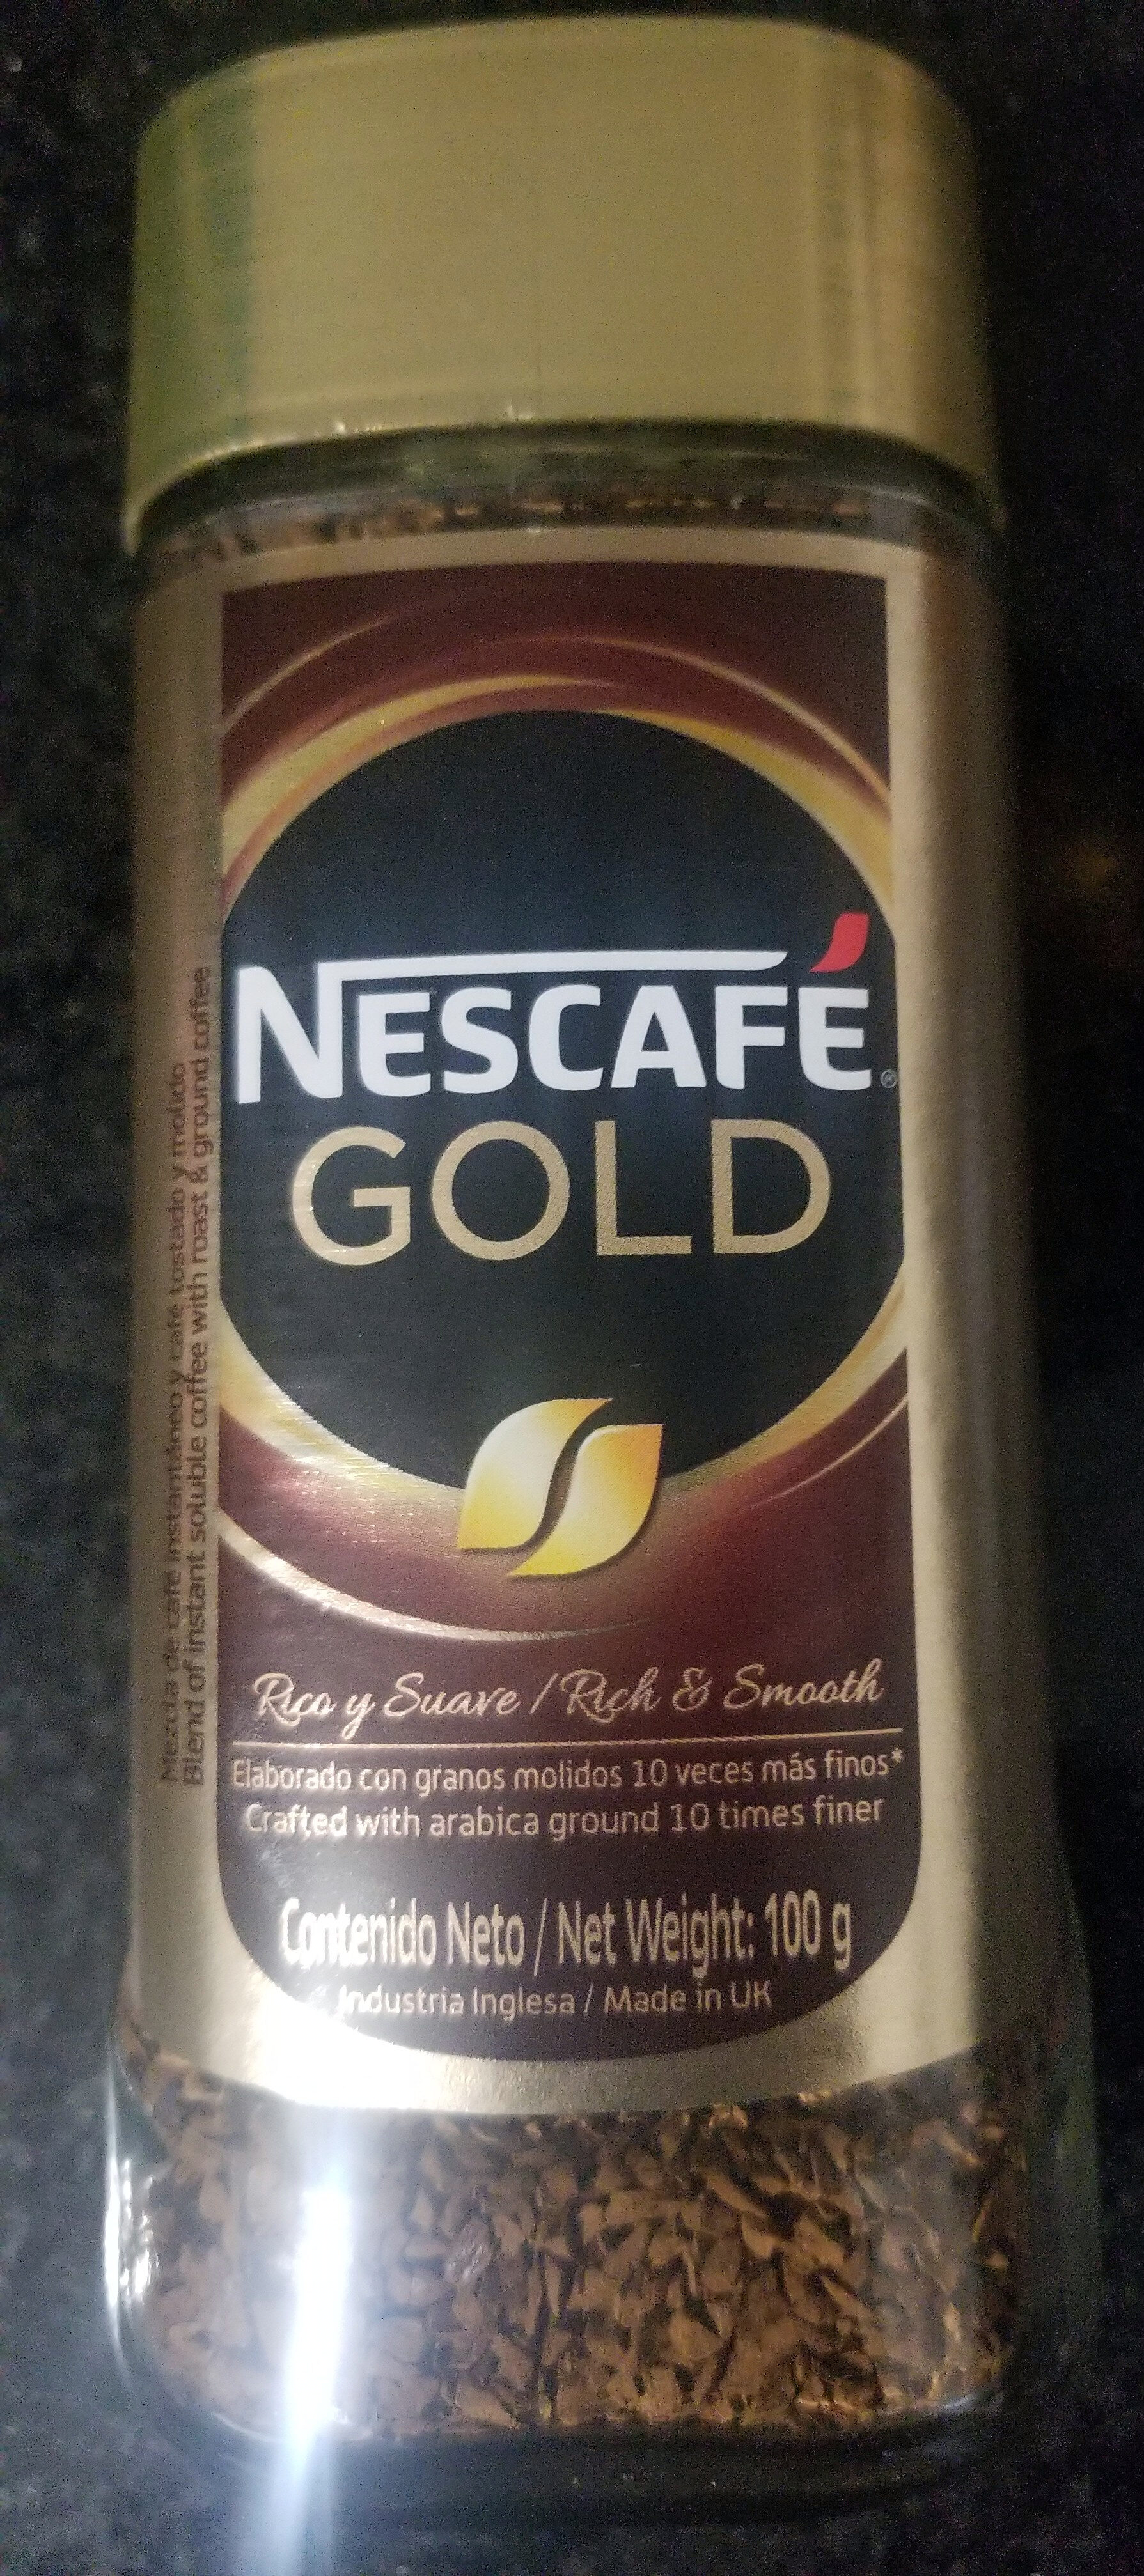 NESCAFÉ®
GOLD
Rico y Suave / Rich & Smooth
Elaborado con granos molidos 10 veces más finos*
Crafted with arabica ground 10 times finer
Contenido Neto / Net Weight: 100 g
Industria Inglesa / Made in UK
Mezcla de café instantáneo y café tostado y molido
Blend of instant soluble coffee with roast & ground coffee